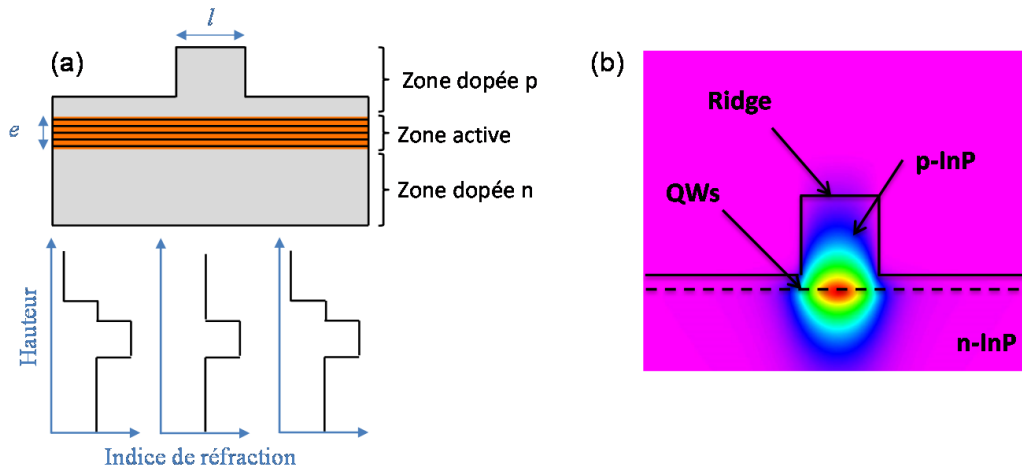 (a)
l
Zone dopée p
e
Zone active
Zone dopée n
Hauteur
Indice de réfraction
(b)
Ridge
p-InP
QWs
n-InP